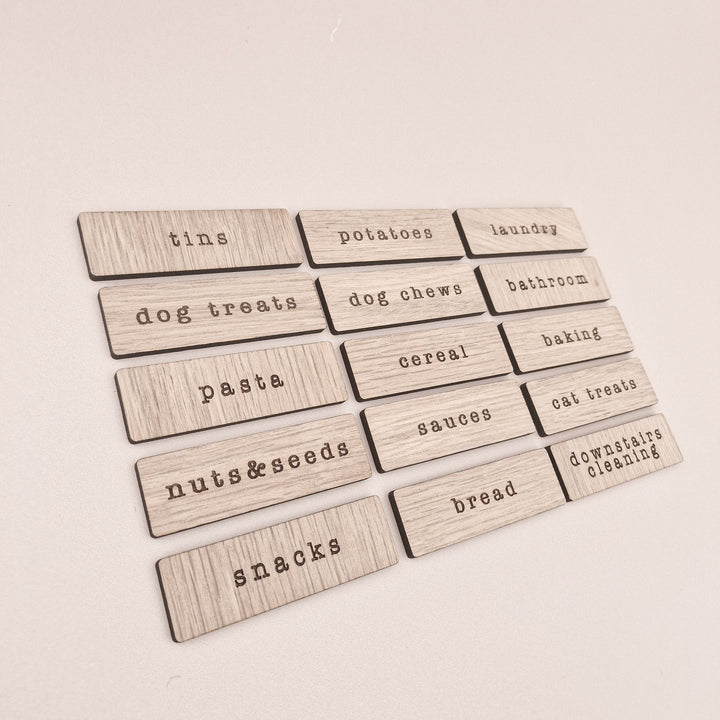 tins
potatoes
laundry
dog treats
dog chews
bathroom
pasta
cereal
baking
nuts&seeds
sauces
cat treats
snacks
bread
downstairs
cleaning